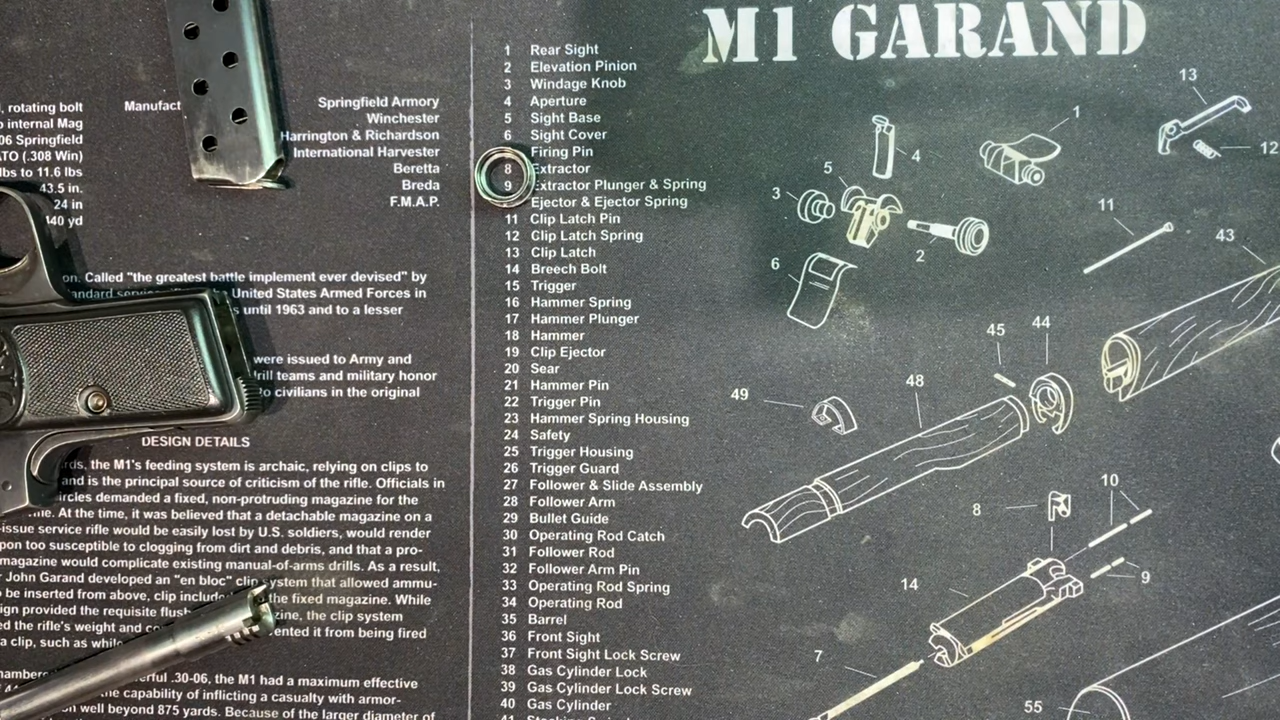 M1 GARAND
, rotating bolt
internal Mag
06 Springfield
(.308 Win)
lbs to 11.6 lbs
43.5 in.
24 in
440 yd
Manufact
Springfield Armory
Winchester
Harrington & Richardson
International Harvester
Beretta
Breda
F.M.A.P.
on. Called "the greatest battle implement ever devised" by
United States Armed Forces in
until 1963 and to a lesser
were issued to Army and
drill teams and military honor
civilians in the original
DESIGN DETAILS
rds, the M1's feeding system is archaic, relying on clips to
and is the principal source of criticism of the rifle. Officials in
ircles demanded a fixed, non-protruding magazine for the
At the time, it was believed that a detachable magazine on a
-issue service rifle would be easily lost by U.S. soldiers, would render
pon too susceptible to clogging from dirt and debris, and that a pro-
magazine would complicate existing manual-of-arms drills. As a result,
John Garand developed an "en bloc" clip system that allowed ammu-
be inserted from above, clip included the fixed magazine. While
ign provided the requisite flush zine, the clip system
ed the rifle's weight and co ented it from being fired
a clip, such as while
hambere erful .30-06, the M1 had a maximum effective
the capability of inflicting a casualty with armor-
well beyond 875 yards. Because of the larger diameter of
1 Rear Sight
2 Elevation Pinion
3 Windage Knob
4 Aperture
5 Sight Base
6 Sight Cover
Firing Pin
8 Extractor
9 Extractor Plunger & Spring
Ejector & Ejector Spring
11 Clip Latch Pin
12 Clip Latch Spring
13 Clip Latch
14 Breech Bolt
15 Trigger
16 Hammer Spring
17 Hammer Plunger
18 Hammer
19 Clip Ejector
20 Sear
21 Hammer Pin
22 Trigger Pin
23 Hammer Spring Housing
24 Safety
25 Trigger Housing
26 Trigger Guard
27 Follower & Slide Assembly
28 Follower Arm
29 Bullet Guide
30 Operating Rod Catch
31 Follower Rod
32 Follower Arm Pin
33 Operating Rod Spring
34 Operating Rod
35 Barrel
36 Front Sight
37 Front Sight Lock Screw
38 Gas Cylinder Lock
39 Gas Cylinder Lock Screw
40 Gas Cylinder
13
1
12
4
5
3
11
2
43
6
45
44
48
49
10
8
9
14
7
55